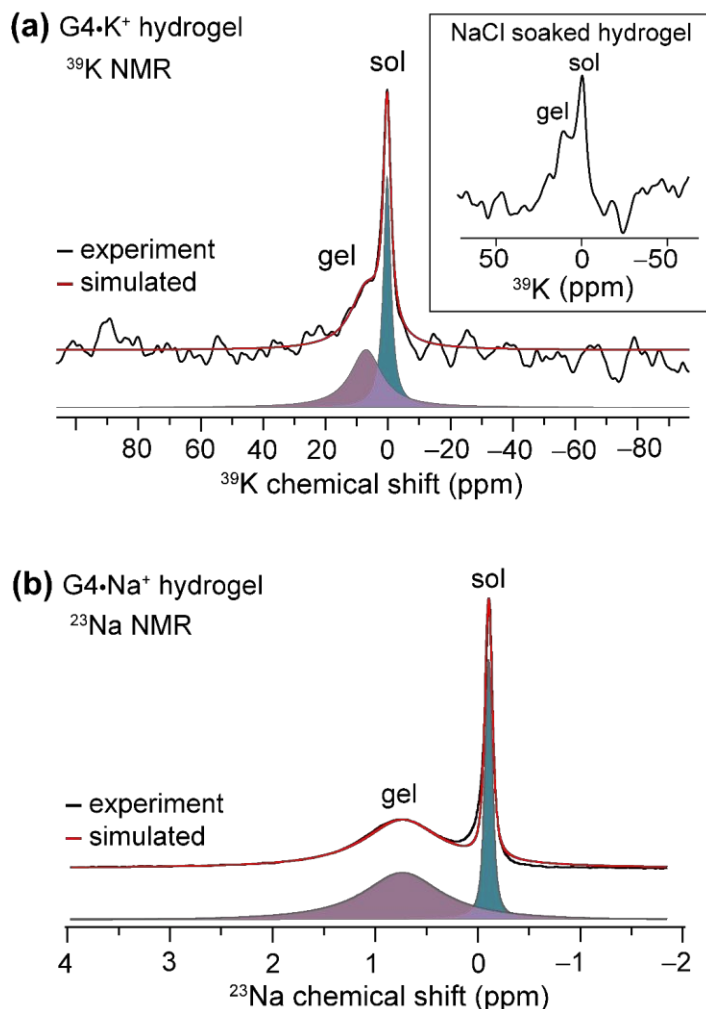 (a) G4•K⁺ hydrogel
³⁹K NMR
sol
gel
– experiment
– simulated
80 60 40 20 0 –20 –40 –60 –80
³⁹K chemical shift (ppm)
NaCl soaked hydrogel
sol
gel
50 0 –50
³⁹K (ppm)
(b) G4•Na⁺ hydrogel
²³Na NMR
sol
gel
– experiment
– simulated
4 3 2 1 0 –1 –2
²³Na chemical shift (ppm)